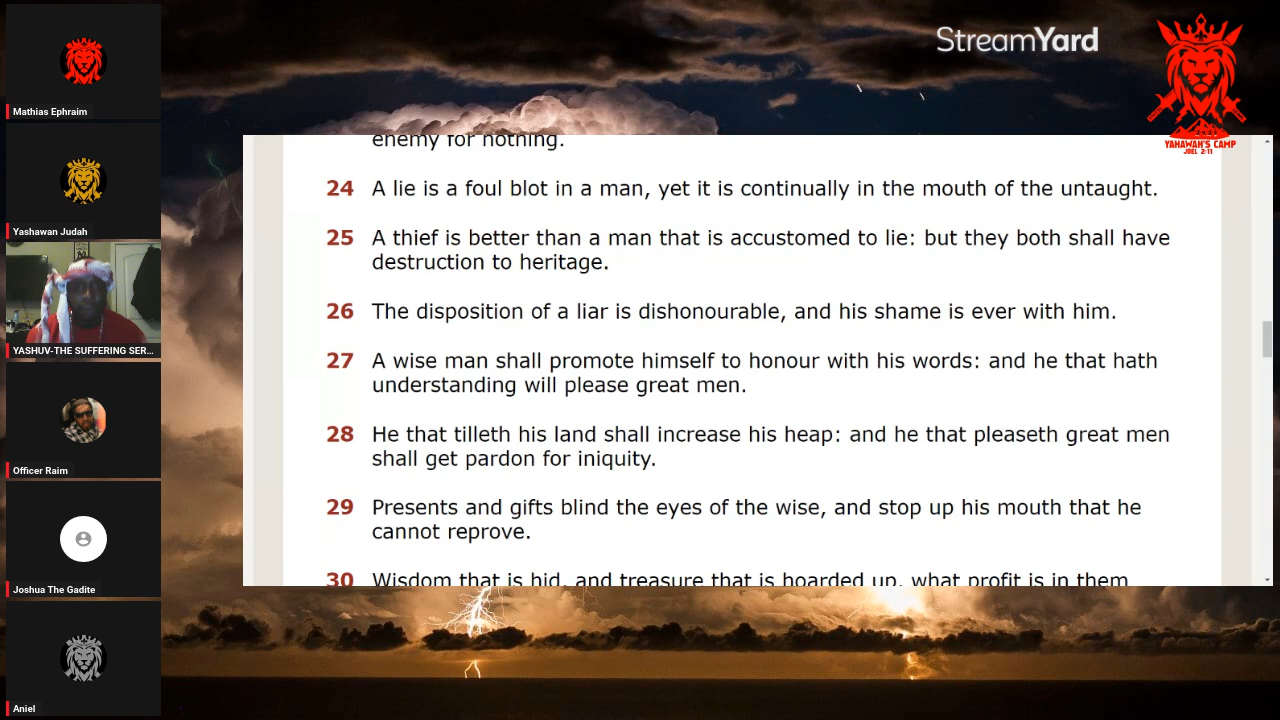 StreamYard
YAHAWAH'S CAMP
JOEL 2:11
Mathias Ephraim
Yashawan Judah
YASHUV-THE SUFFERING SER...
Officer Raim
Joshua The Gadite
Aniel
enemy for nothing.
24 A lie is a foul blot in a man, yet it is continually in the mouth of the untaught.
25 A thief is better than a man that is accustomed to lie: but they both shall have
destruction to heritage.
26 The disposition of a liar is dishonourable, and his shame is ever with him.
27 A wise man shall promote himself to honour with his words: and he that hath
understanding will please great men.
28 He that tilleth his land shall increase his heap: and he that pleaseth great men
shall get pardon for iniquity.
29 Presents and gifts blind the eyes of the wise, and stop up his mouth that he
cannot reprove.
30 Wisdom that is hid, and treasure that is hoarded up, what profit is in them